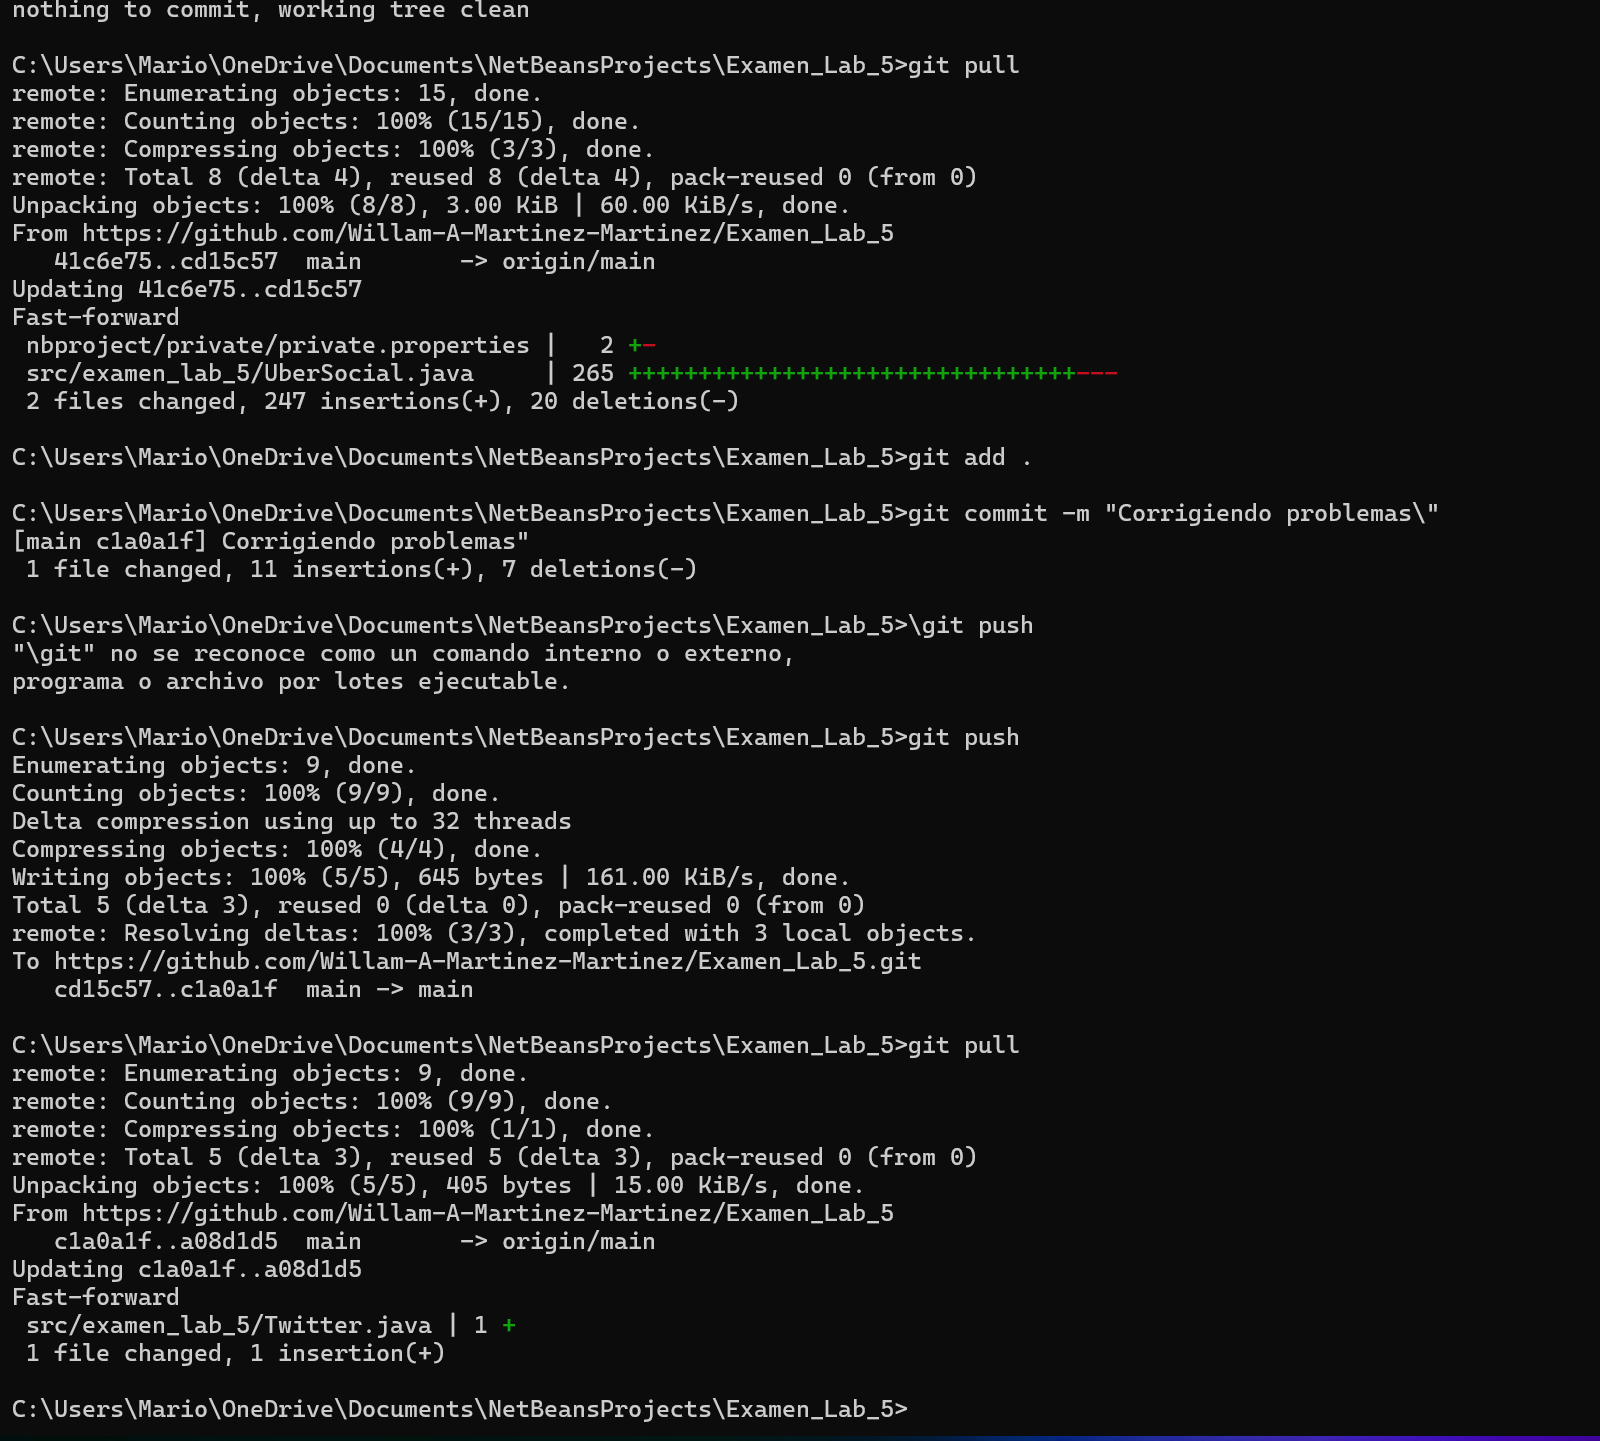 nothing to commit, working tree clean
C:\Users\Mario\OneDrive\Documents\NetBeansProjects\Examen_Lab_5>git pull
remote: Enumerating objects: 15, done.
remote: Counting objects: 100% (15/15), done.
remote: Compressing objects: 100% (3/3), done.
remote: Total 8 (delta 4), reused 8 (delta 4), pack-reused 0 (from 0)
Unpacking objects: 100% (8/8), 3.00 KiB | 60.00 KiB/s, done.
From https://github.com/Willam-A-Martinez-Martinez/Examen_Lab_5
   41c6e75..cd15c57  main       -> origin/main
Updating 41c6e75..cd15c57
Fast-forward
 nbproject/private/private.properties |   2 +-
 src/examen_lab_5/UberSocial.java     | 265 ++++++++++++++++++++++++++++++++---
 2 files changed, 247 insertions(+), 20 deletions(-)
C:\Users\Mario\OneDrive\Documents\NetBeansProjects\Examen_Lab_5>git add .
C:\Users\Mario\OneDrive\Documents\NetBeansProjects\Examen_Lab_5>git commit -m "Corrigiendo problemas\"
[main c1a0a1f] Corrigiendo problemas"
 1 file changed, 11 insertions(+), 7 deletions(-)
C:\Users\Mario\OneDrive\Documents\NetBeansProjects\Examen_Lab_5>\git push
"\git" no se reconoce como un comando interno o externo,
programa o archivo por lotes ejecutable.
C:\Users\Mario\OneDrive\Documents\NetBeansProjects\Examen_Lab_5>git push
Enumerating objects: 9, done.
Counting objects: 100% (9/9), done.
Delta compression using up to 32 threads
Compressing objects: 100% (4/4), done.
Writing objects: 100% (5/5), 645 bytes | 161.00 KiB/s, done.
Total 5 (delta 3), reused 0 (delta 0), pack-reused 0 (from 0)
remote: Resolving deltas: 100% (3/3), completed with 3 local objects.
To https://github.com/Willam-A-Martinez-Martinez/Examen_Lab_5.git
   cd15c57..c1a0a1f  main -> main
C:\Users\Mario\OneDrive\Documents\NetBeansProjects\Examen_Lab_5>git pull
remote: Enumerating objects: 9, done.
remote: Counting objects: 100% (9/9), done.
remote: Compressing objects: 100% (1/1), done.
remote: Total 5 (delta 3), reused 5 (delta 3), pack-reused 0 (from 0)
Unpacking objects: 100% (5/5), 405 bytes | 15.00 KiB/s, done.
From https://github.com/Willam-A-Martinez-Martinez/Examen_Lab_5
   c1a0a1f..a08d1d5  main       -> origin/main
Updating c1a0a1f..a08d1d5
Fast-forward
 src/examen_lab_5/Twitter.java | 1 +
 1 file changed, 1 insertion(+)
C:\Users\Mario\OneDrive\Documents\NetBeansProjects\Examen_Lab_5>